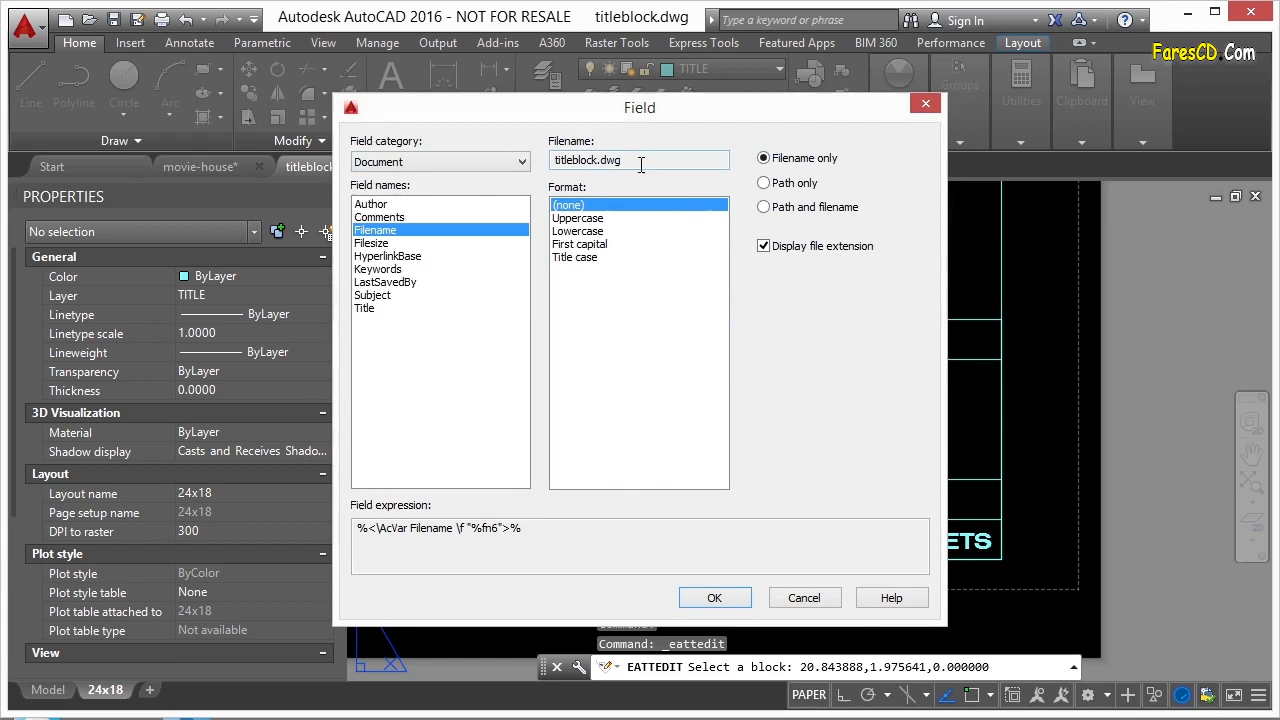 Autodesk AutoCAD 2016 - NOT FOR RESALE titleblock.dwg
Type a keyword or phrase
Sign In
Home Insert Annotate Parametric View Manage Output Add-ins A360 Raster Tools Express Tools Featured Apps BIM 360 Performance Layout
FaresCD.Com
Line Polyline Circle Arc
TITLE
Groups Utilities Clipboard View
Draw Modify
Start movie-house* titleblock
PROPERTIES
No selection
General
Color ByLayer
Layer TITLE
Linetype ByLayer
Linetype scale 1.0000
Lineweight ByLayer
Transparency ByLayer
Thickness 0.0000
3D Visualization
Material ByLayer
Shadow display Casts and Receives Shado...
Layout
Layout name 24x18
Page setup name 24x18
DPI to raster 300
Plot style
Plot style ByColor
Plot style table None
Plot table attached to 24x18
Plot table type Not available
View
Field
Field category:
Document
Field names:
Author
Comments
Filename
Filesize
HyperlinkBase
Keywords
LastSavedBy
Subject
Title
Filename:
titleblock.dwg
Format:
(none)
Uppercase
Lowercase
First capital
Title case
Filename only
Path only
Path and filename
Display file extension
Field expression:
%<\AcVar Filename \f "%fn6">%
OK Cancel Help
ETS
Command:
Command: _eattedit
EATTEDIT Select a block: 20.843888,1.975641,0.000000
Model 24x18
PAPER